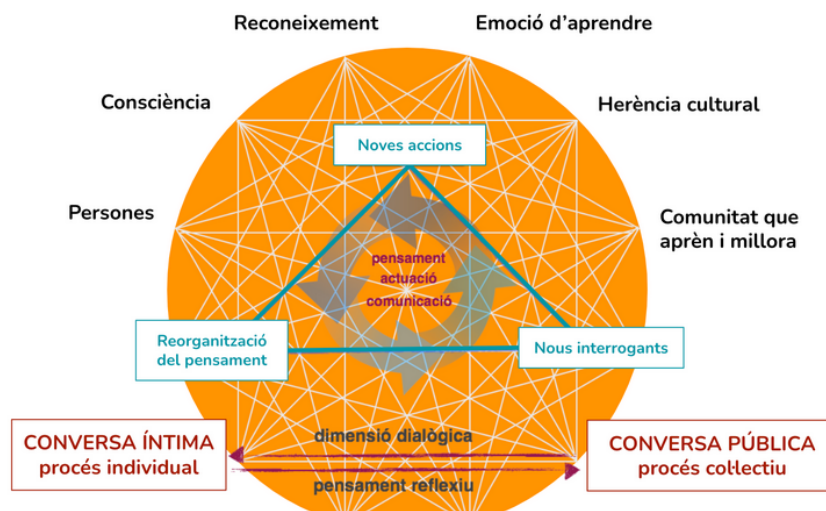 Reconeixement
Emoció d'aprendre
Consciència
Herència cultural
Noves accions
Persones
Comunitat que
aprèn i millora
pensament
actuació
comunicació
Reorganització
del pensament
Nous interrogants
CONVERSA ÍNTIMA
procés individual
dimensió dialògica
pensament reflexiu
CONVERSA PÚBLICA
procés col·lectiu